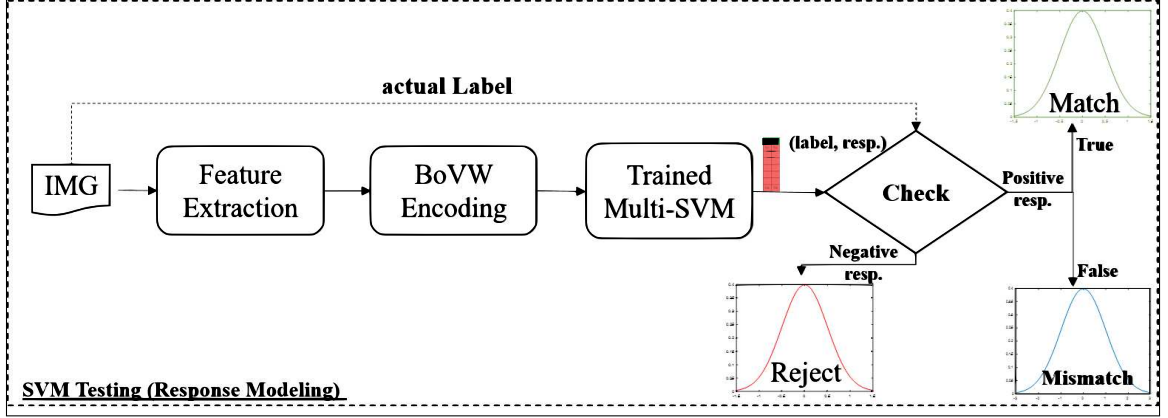 actual Label
IMG
Feature
Extraction
BoVW
Encoding
Trained
Multi-SVM
(label, resp.)
Check
Positive
resp.
True
Match
False
Mismatch
Negative
resp.
Reject
SVM Testing (Response Modeling)